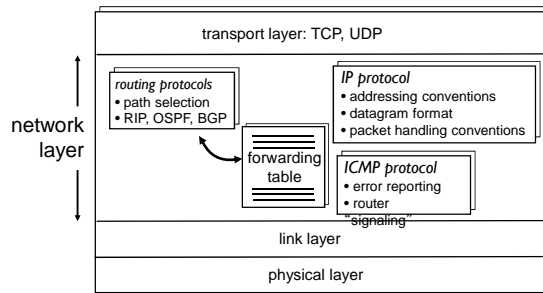 transport layer: TCP, UDP
routing protocols
• path selection
• RIP, OSPF, BGP
IP protocol
• addressing conventions
• datagram format
• packet handling conventions
network
layer
forwarding
table
ICMP protocol
• error reporting
• router
“signaling”
link layer
physical layer